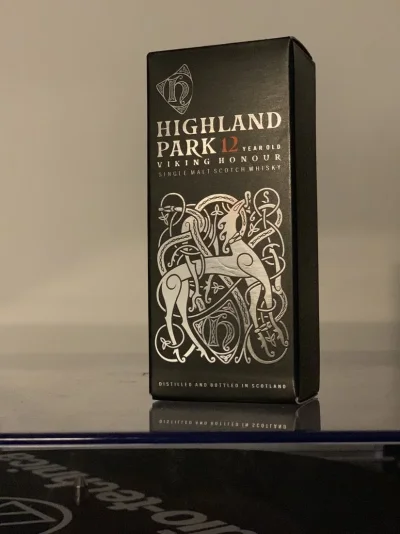 HIGHLAND
PARK 12 YEAR OLD
VIKING HONOUR
SINGLE MALT SCOTCH WHISKY
DISTILLED AND BOTTLED IN SCOTLAND